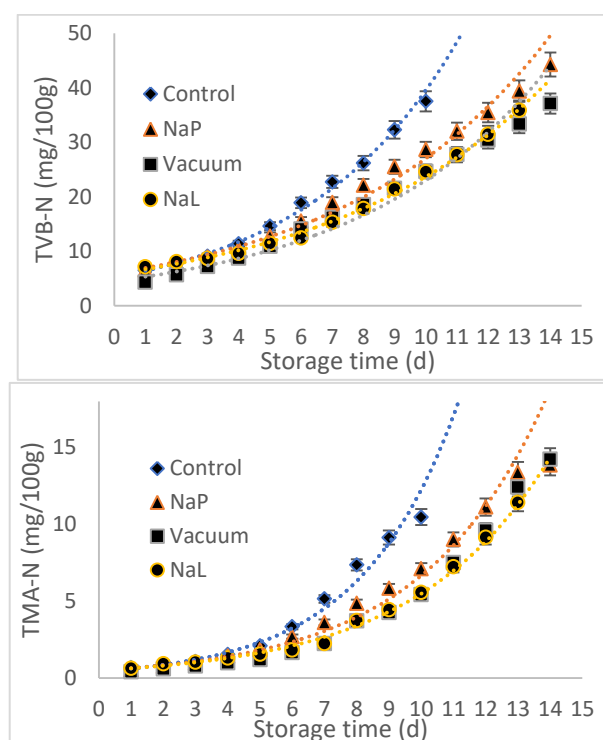 50
40
30
20
10
0
TVB-N (mg/100g)
Control
NaP
Vacuum
NaL
0 1 2 3 4 5 6 7 8 9 10 11 12 13 14 15
Storage time (d)
15
10
5
0
TMA-N (mg/100g)
Control
NaP
Vacuum
NaL
0 1 2 3 4 5 6 7 8 9 10 11 12 13 14 15
Storage time (d)